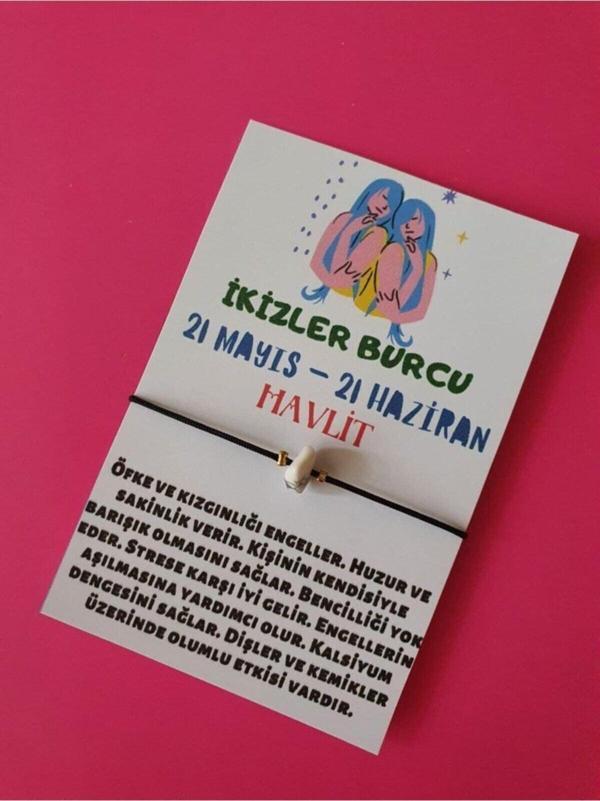 İKİZLER BURCU
21 MAYIS – 21 HAZİRAN
HAVLİT
ÖFKE VE KIZGINLIĞI ENGELLER. HUZUR VE
SAKİNLİK VERİR. KİŞİNİN KENDİSİYLE
BARIŞIK OLMASINI SAĞLAR. BENCİLLİĞİ YOK
EDER. STRESE KARŞI İYİ GELİR. ENGELLERİN
AŞILMASINA YARDIMCI OLUR. KALSİYUM
DENGESİNİ SAĞLAR. DİŞLER VE KEMİKLER
ÜZERİNDE OLUMLU ETKİSİ VARDIR.